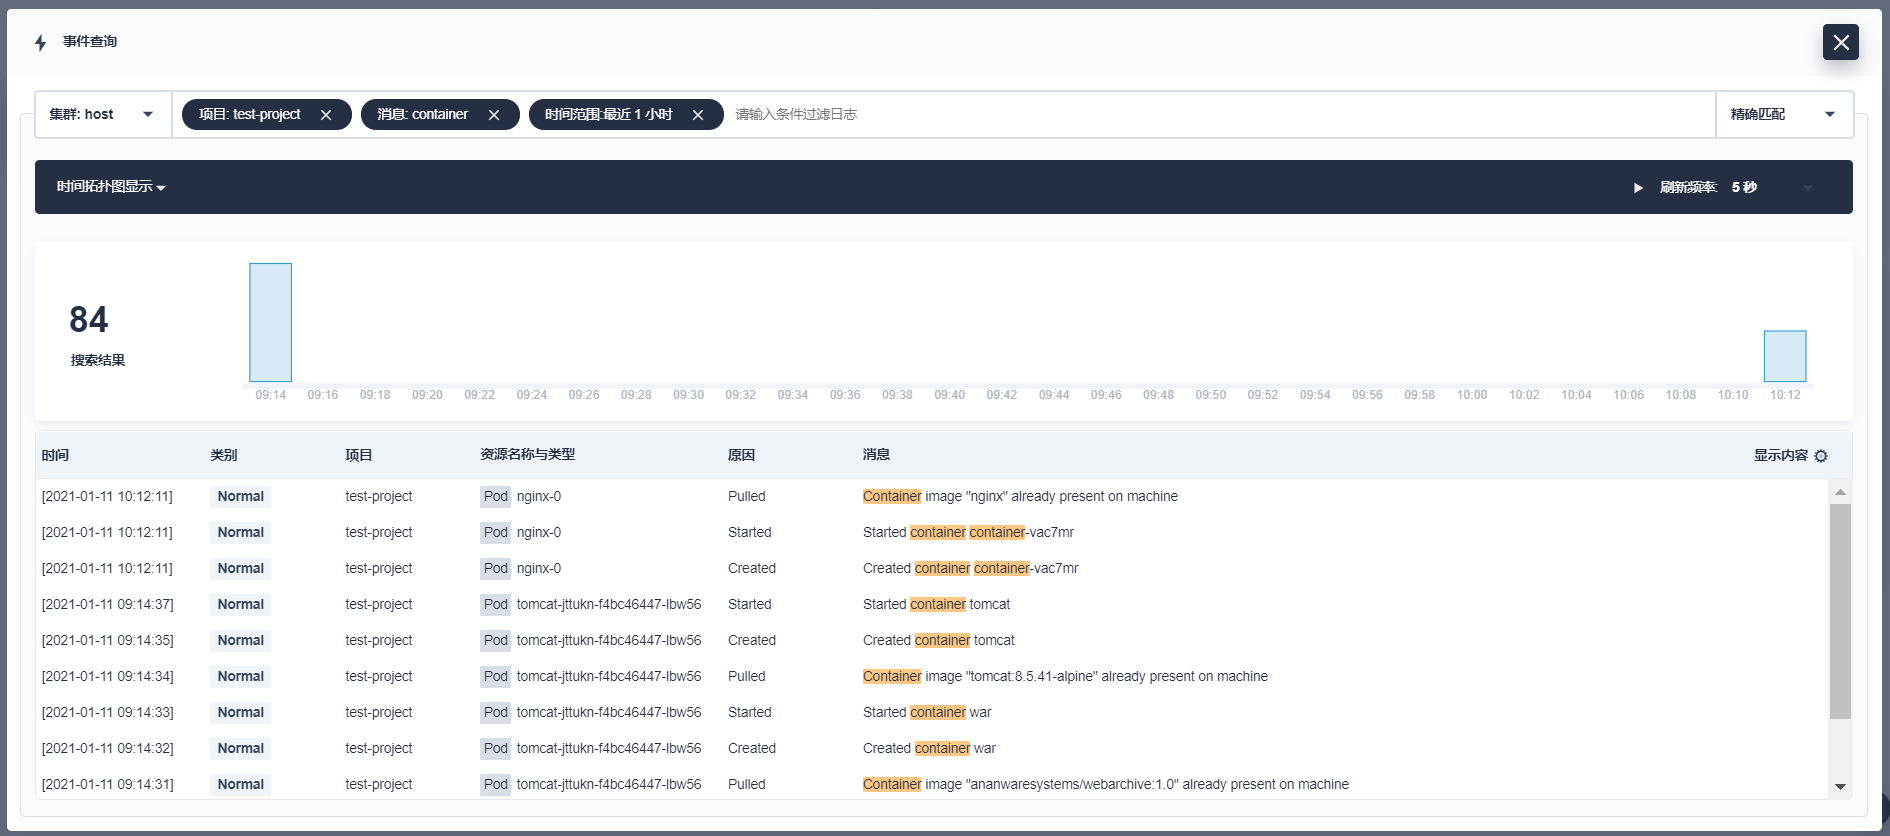 事件查询
集群: host 项目: test-project 消息: container 时间范围:最近 1 小时 请输入条件过滤日志 精确匹配
时间拓扑图显示 刷新频率: 5 秒
84
搜索结果
09:14 09:16 09:18 09:20 09:22 09:24 09:26 09:28 09:30 09:32 09:34 09:36 09:38 09:40 09:42 09:44 09:46 09:48 09:50 09:52 09:54 09:56 09:58 10:00 10:02 10:04 10:06 10:08 10:10 10:12
时间 类别 项目 资源名称与类型 原因 消息 显示内容
[2021-01-11 10:12:11] Normal test-project Pod nginx-0 Pulled Container image "nginx" already present on machine
[2021-01-11 10:12:11] Normal test-project Pod nginx-0 Started Started container container-vac7mr
[2021-01-11 10:12:11] Normal test-project Pod nginx-0 Created Created container container-vac7mr
[2021-01-11 09:14:37] Normal test-project Pod tomcat-jttukn-f4bc46447-lbw56 Started Started container tomcat
[2021-01-11 09:14:35] Normal test-project Pod tomcat-jttukn-f4bc46447-lbw56 Created Created container tomcat
[2021-01-11 09:14:34] Normal test-project Pod tomcat-jttukn-f4bc46447-lbw56 Pulled Container image "tomcat:8.5.41-alpine" already present on machine
[2021-01-11 09:14:33] Normal test-project Pod tomcat-jttukn-f4bc46447-lbw56 Started Started container war
[2021-01-11 09:14:32] Normal test-project Pod tomcat-jttukn-f4bc46447-lbw56 Created Created container war
[2021-01-11 09:14:31] Normal test-project Pod tomcat-jttukn-f4bc46447-lbw56 Pulled Container image "ananwaresystems/webarchive:1.0" already present on machine